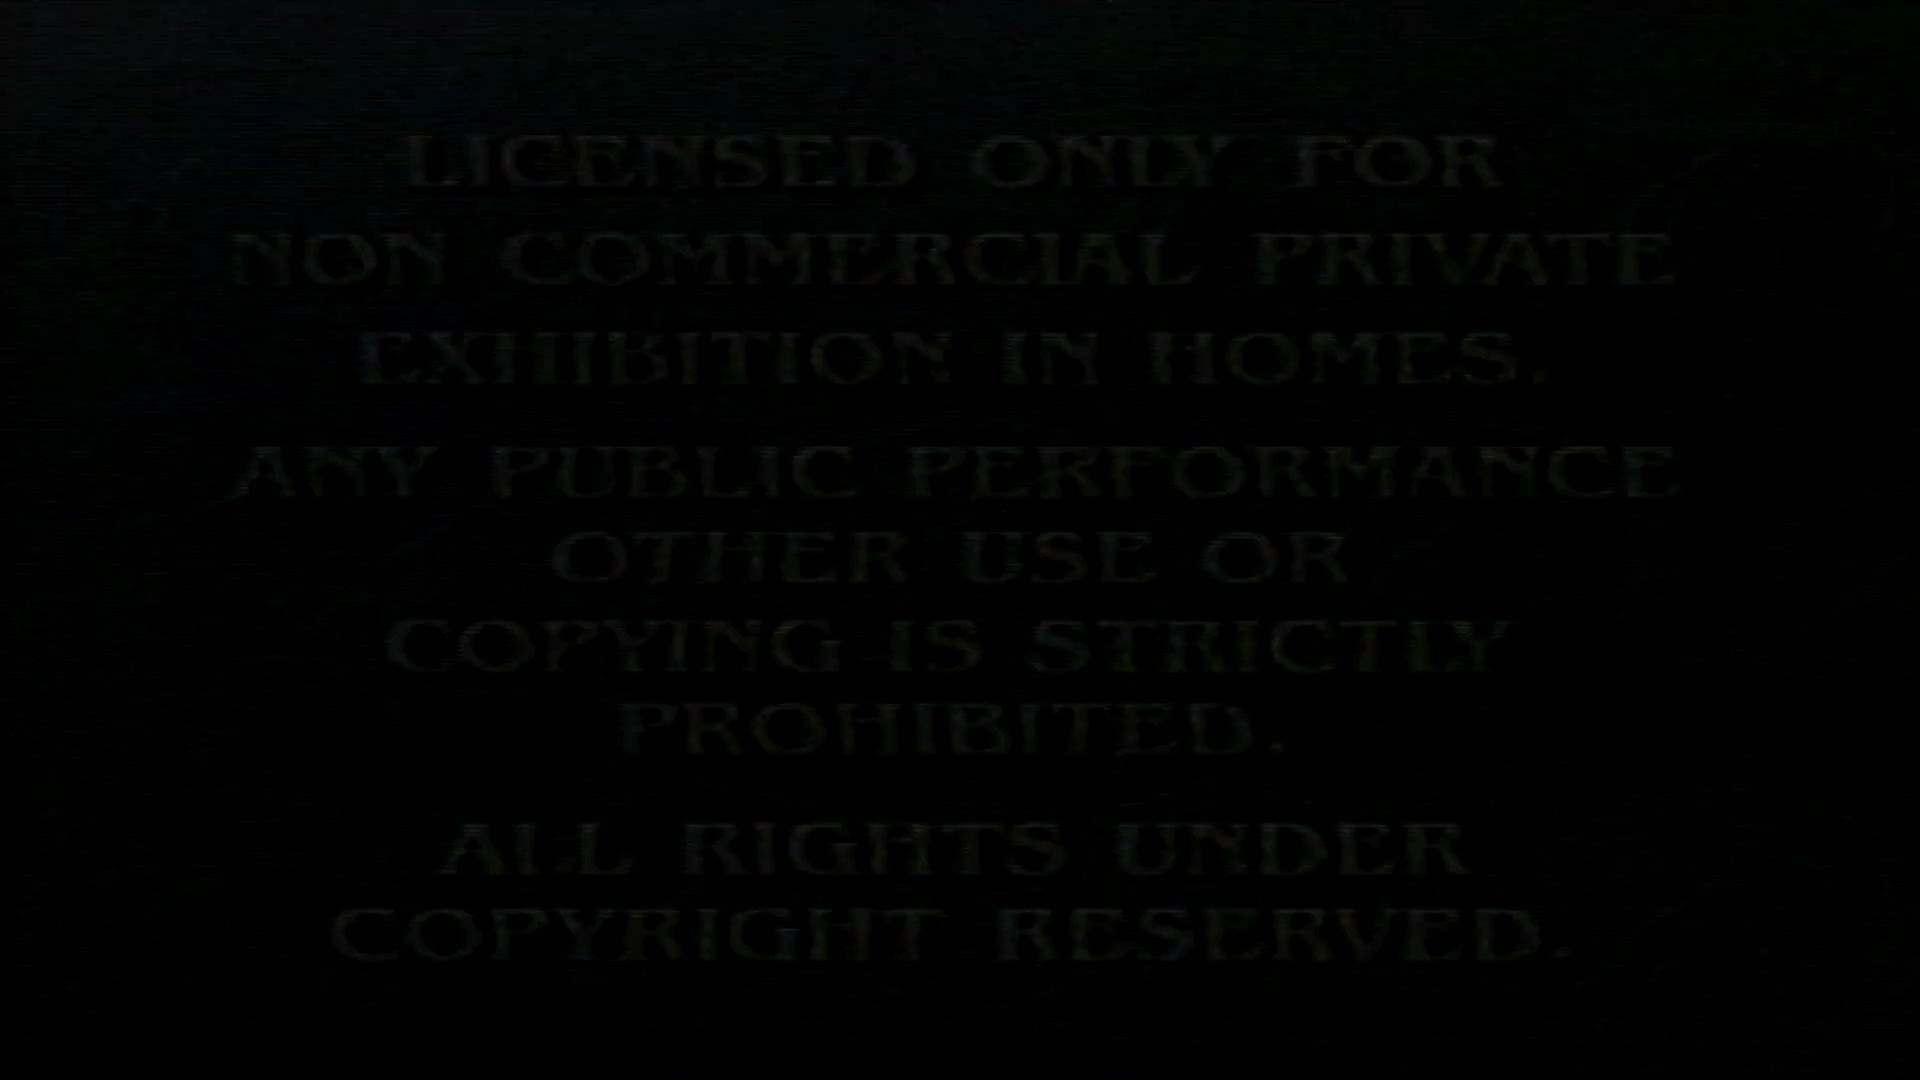 LICENSED ONLY FOR
NON COMMERCIAL PRIVATE
EXHIBITION IN HOMES.
ANY PUBLIC PERFORMANCE
OTHER USE OR
COPYING IS STRICTLY
PROHIBITED.
ALL RIGHTS UNDER
COPYRIGHT RESERVED.